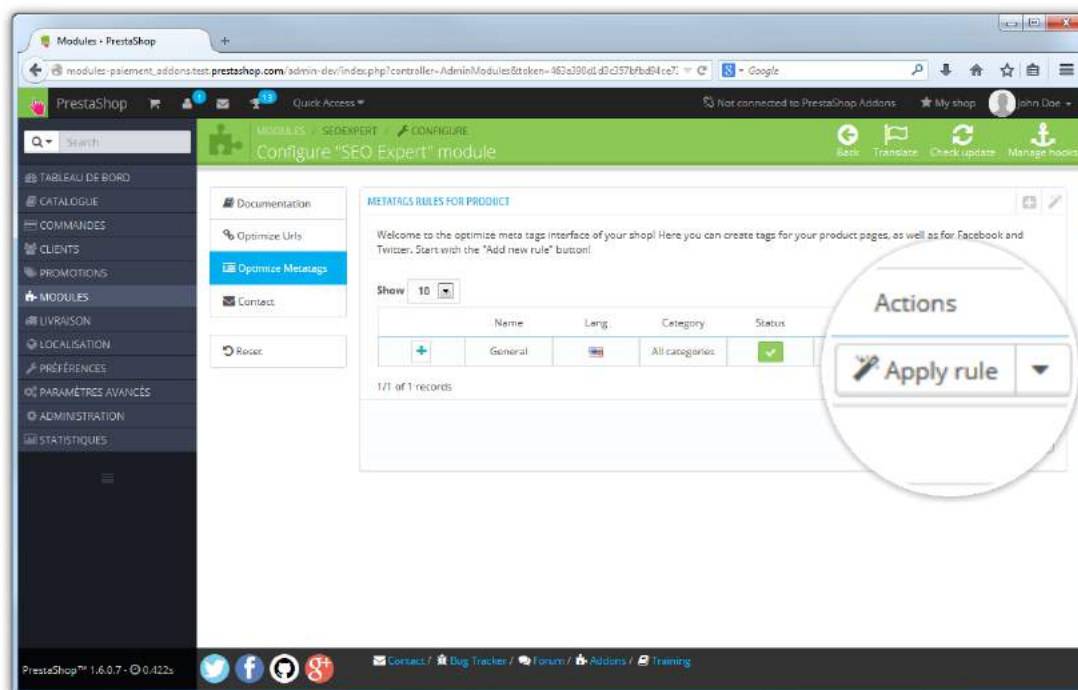 Modules • PrestaShop
modules-paiement_addons.test.prestashop.com/admin-dev/index.php?controller=AdminModules&token=
Google
PrestaShop
1
13
Quick Access
Not connected to PrestaShop Addons
My shop
John Doe
Search
MODULES / SEOEXPERT / CONFIGURE
Configure "SEO Expert" module
Back
Translate
Check update
Manage hooks
TABLEAU DE BORD
CATALOGUE
COMMANDES
CLIENTS
PROMOTIONS
MODULES
LIVRAISON
LOCALISATION
PRÉFÉRENCES
PARAMÈTRES AVANCÉS
ADMINISTRATION
STATISTIQUES
Documentation
Optimize Urls
Optimize Metatags
Contact
Reset
METATAGS RULES FOR PRODUCT
Welcome to the optimize meta tags interface of your shop! Here you can create tags for your product pages, as well as for Facebook and
Twitter. Start with the "Add new rule" button!
Show 10
Name Lang. Category Status
General All categories
1/1 of 1 records
Actions
Apply rule
PrestaShop™ 1.6.0.7 - 0.422s
Contact / Bug Tracker / Forum / Addons / Training